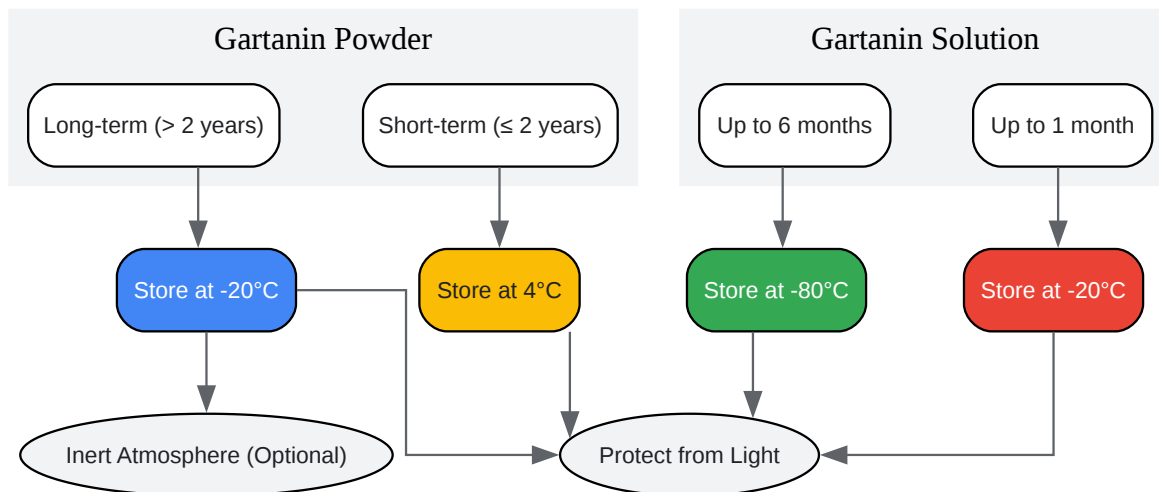 Gartanin Powder
Gartanin Solution
Long-term (> 2 years)
Short-term (≤ 2 years)
Up to 6 months
Up to 1 month
Store at -20°C
Store at 4°C
Store at -80°C
Store at -20°C
Inert Atmosphere (Optional)
Protect from Light